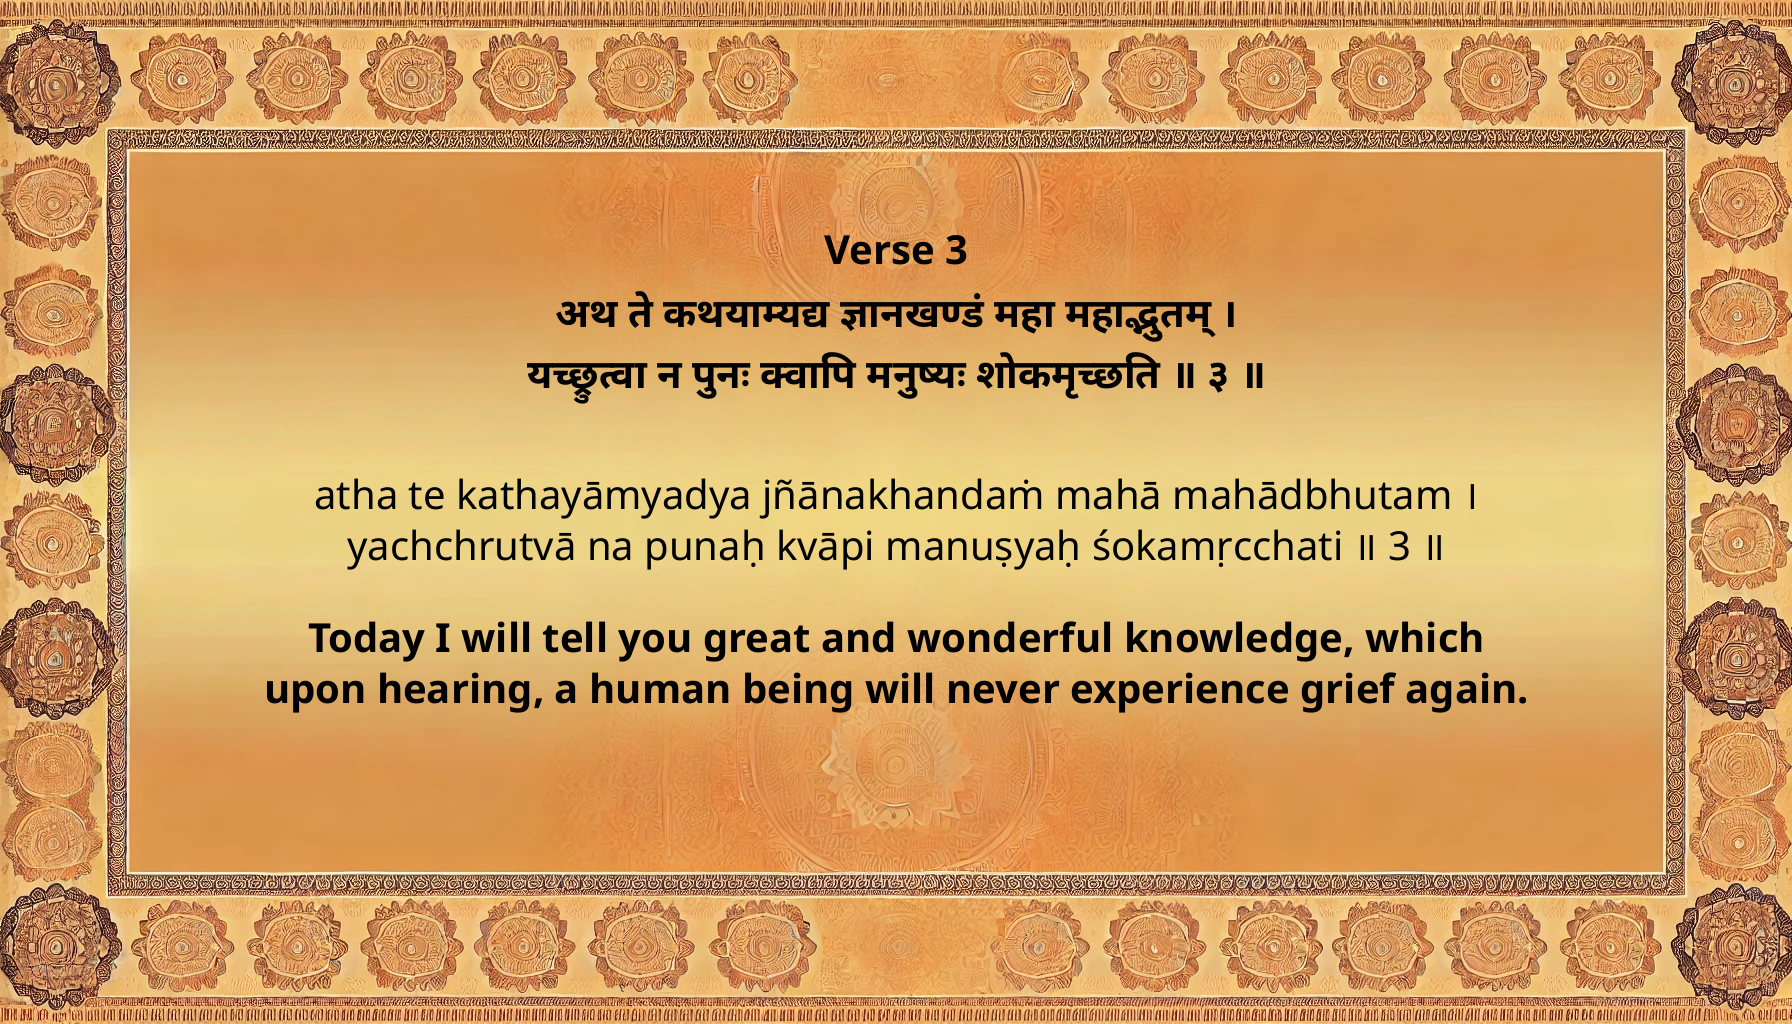 Verse 3
अथ ते कथयाम्यद्य ज्ञानखण्डं महा महाद्भुतम् ।
यच्छ्रुत्वा न पुनः क्वापि मनुष्यः शोकमृच्छति ॥ ३ ॥
atha te kathayāmyadya jñānakhandaṁ mahā mahādbhutam ।
yachchrutvā na punaḥ kvāpi manuṣyaḥ śokamṛcchati ॥ 3 ॥
Today I will tell you great and wonderful knowledge, which
upon hearing, a human being will never experience grief again.